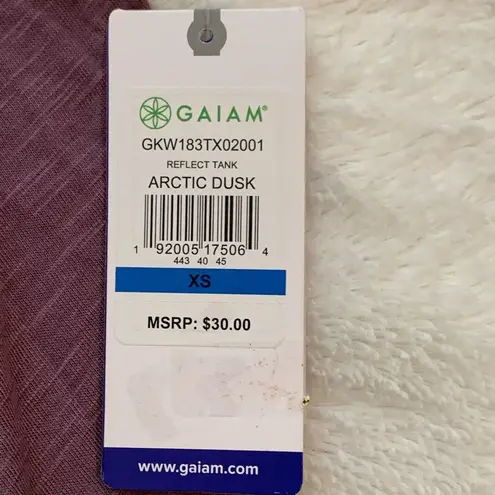 GAIAM®
GKW183TX02001
REFLECT TANK
ARCTIC DUSK
1 92005 17506 4
443 40 45
XS
MSRP: $30.00
www.gaiam.com